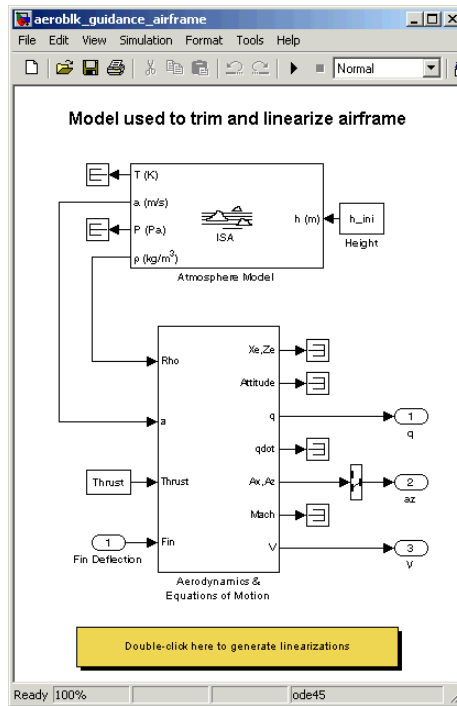 aeroblk_guidance_airframe
File Edit View Simulation Format Tools Help
Normal
Model used to trim and linearize airframe
T (K)
a (m/s)
P (Pa)
ρ (kg/m³)
ISA
h (m)
h_ini
Height
Atmosphere Model
Rho
a
Thrust
Thrust
1
Fin
Fin Deflection
Xe,Ze
Attitude
q
qdot
Ax,Az
Mach
V
1
q
2
az
3
V
Aerodynamics &
Equations of Motion
Double-click here to generate linearizations
Ready 100% ode45